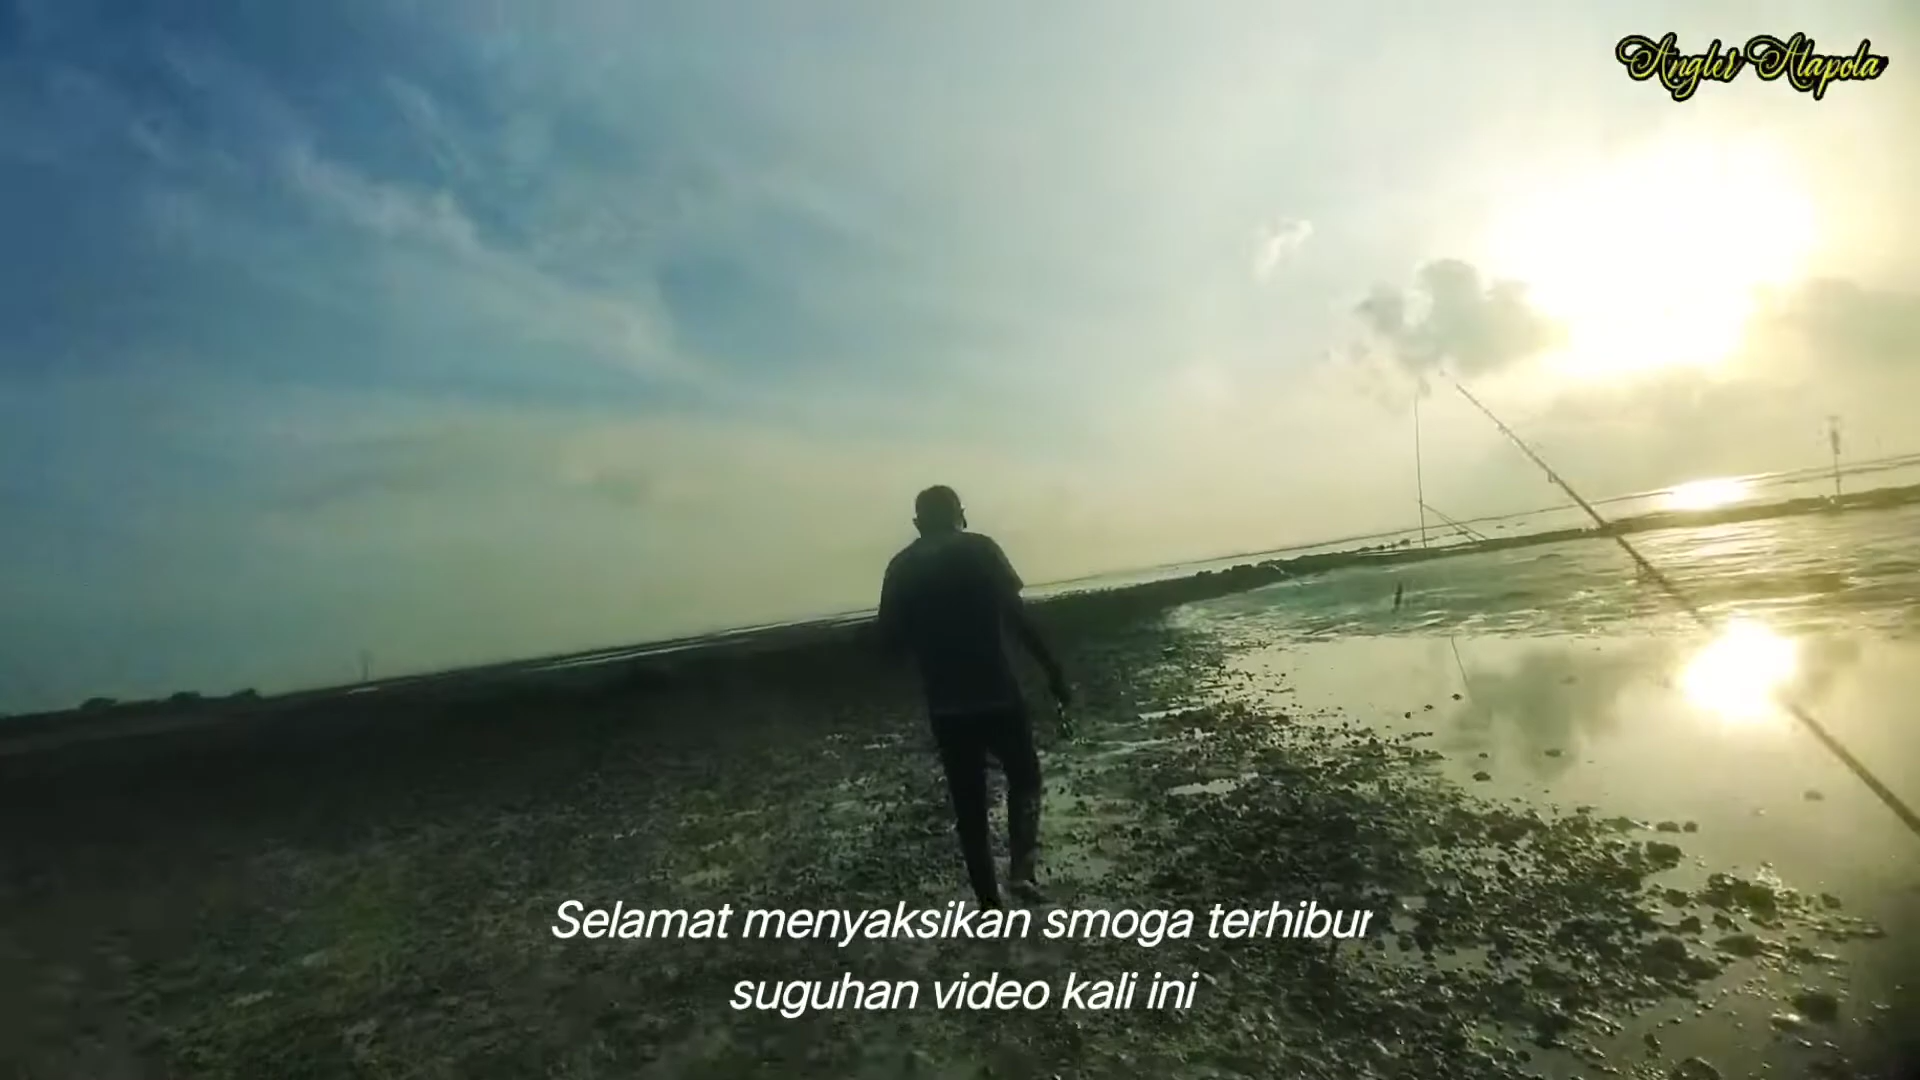 Angler Alapola
Selamat menyaksikan smoga terhibur
suguhan video kali ini